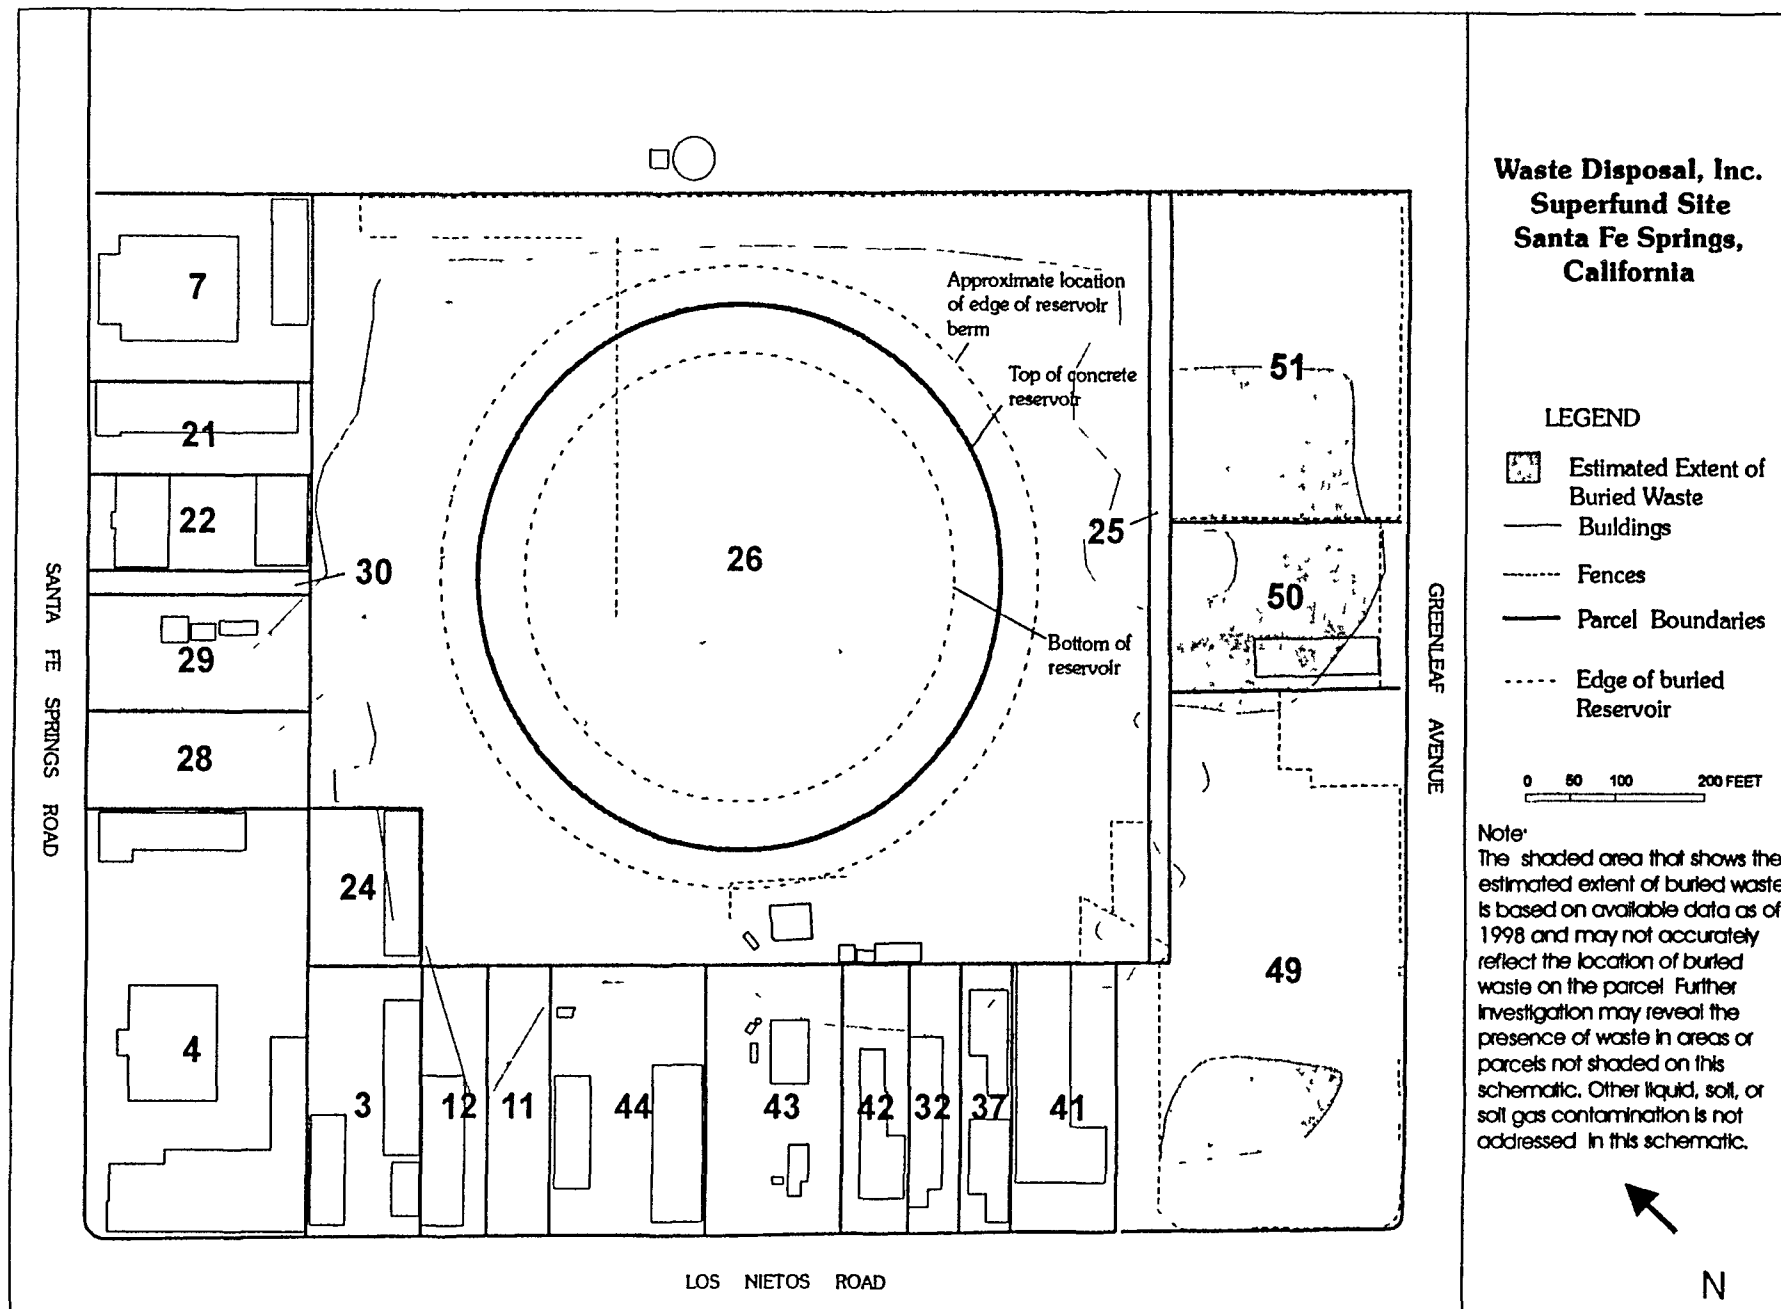 Waste Disposal, Inc.
Superfund Site
Santa Fe Springs,
California
7
21
22
30
29
28
24
4
3
12
11
44
43
42
32
37
41
26
25
51
50
49
Approximate location
of edge of reservoir
berm
Top of concrete
reservoir
Bottom of
reservoir
SANTA FE SPRINGS ROAD
GREENLEAF AVENUE
LOS NIETOS ROAD
LEGEND
Estimated Extent of
Buried Waste
Buildings
Fences
Parcel Boundaries
Edge of buried
Reservoir
0 50 100 200 FEET
Note:
The shaded area that shows the
estimated extent of buried waste
is based on available data as of
1998 and may not accurately
reflect the location of buried
waste on the parcel Further
investigation may reveal the
presence of waste in areas or
parcels not shaded on this
schematic. Other liquid, soil, or
soil gas contamination is not
addressed in this schematic.
N